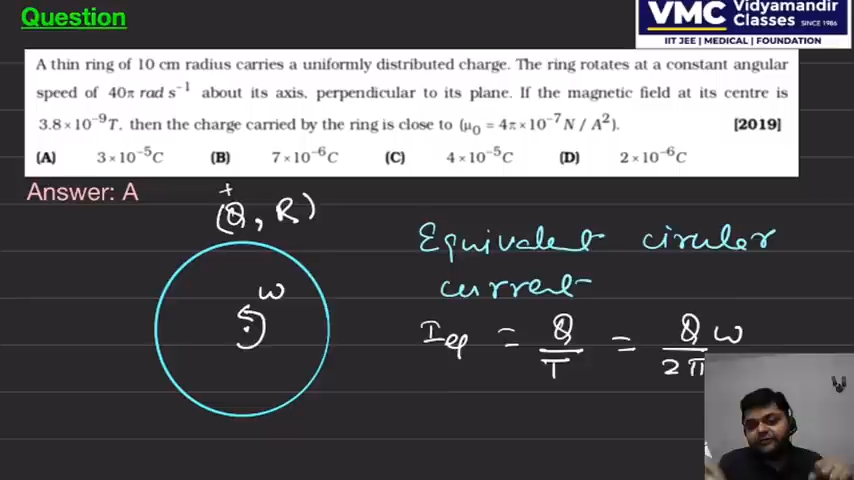 Question
VMC Vidyamandir Classes SINCE 1986
IIT JEE | MEDICAL | FOUNDATION
A thin ring of 10 cm radius carries a uniformly distributed charge. The ring rotates at a constant angular
speed of 40π rad s⁻¹ about its axis, perpendicular to its plane. If the magnetic field at its centre is
3.8×10⁻⁹T, then the charge carried by the ring is close to (μ₀ = 4π×10⁻⁷N / A²). [2019]
(A) 3×10⁻⁵C (B) 7×10⁻⁶C (C) 4×10⁻⁵C (D) 2×10⁻⁶C
Answer: A
+
(Q, R)
ω
Equivalent circular
current
I eq = Q/T = Qω/2π